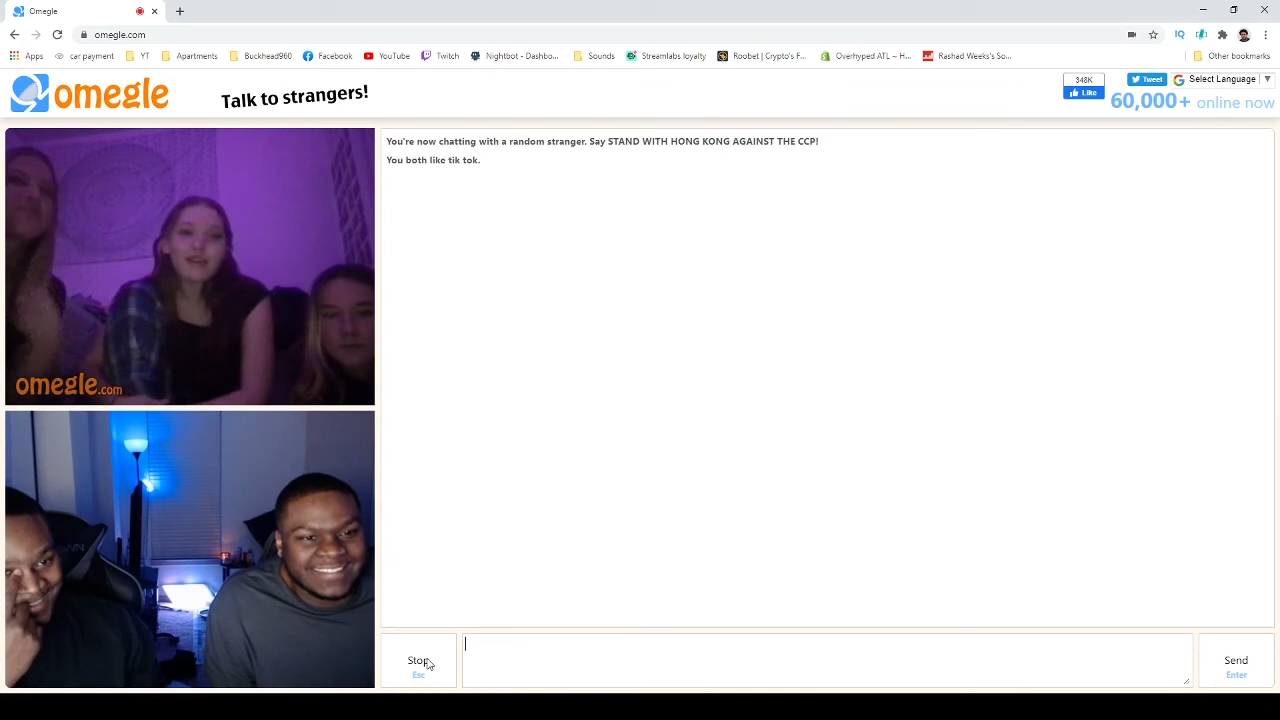 Omegle
omegle.com
Apps
car payment
YT
Apartments
Buckhead960
Facebook
YouTube
Twitch
Nightbot - Dashbo...
Sounds
Streamlabs loyalty
Roobet | Crypto's F...
Overhyped ATL – H...
Rashad Weeks's So...
Other bookmarks
omegle
Talk to strangers!
348K
Like
Tweet
Select Language
60,000+ online now
You're now chatting with a random stranger. Say STAND WITH HONG KONG AGAINST THE CCP!
You both like tik tok.
omegle.com
Stop
Esc
Send
Enter